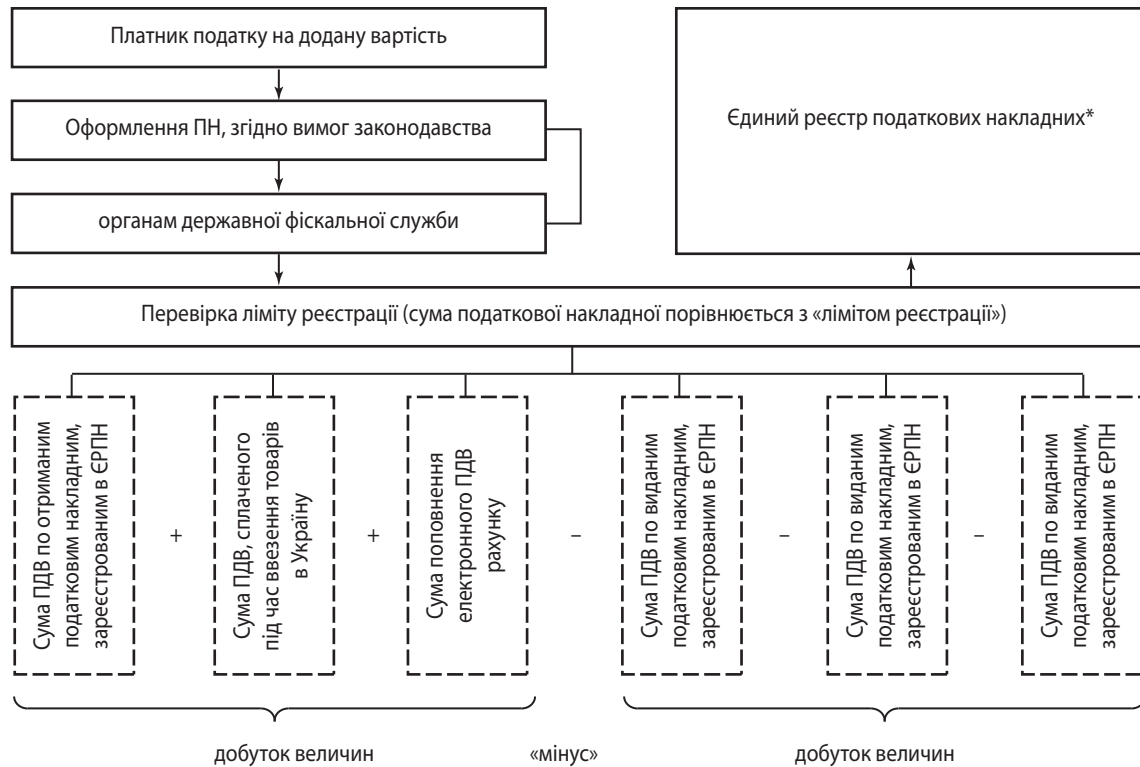 Платник податку на додану вартість
Оформлення ПН, згідно вимог законодавства
органам державної фіскальної служби
Єдиний реєстр податкових накладних*
Перевірка ліміту реєстрації (сума податкової накладної порівнюється з «лімітом реєстрації»)
Сума ПДВ по отриманим
податковим накладним,
зареєстрованим в ЄРПН
+
Сума ПДВ, сплаченого
під час ввезення товарів
в Україну
+
Сума поповнення
електронного ПДВ
рахунку
–
Сума ПДВ по виданим
податковим накладним,
зареєстрованим в ЄРПН
–
Сума ПДВ по виданим
податковим накладним,
зареєстрованим в ЄРПН
–
Сума ПДВ по виданим
податковим накладним,
зареєстрованим в ЄРПН
добуток величин
«мінус»
добуток величин